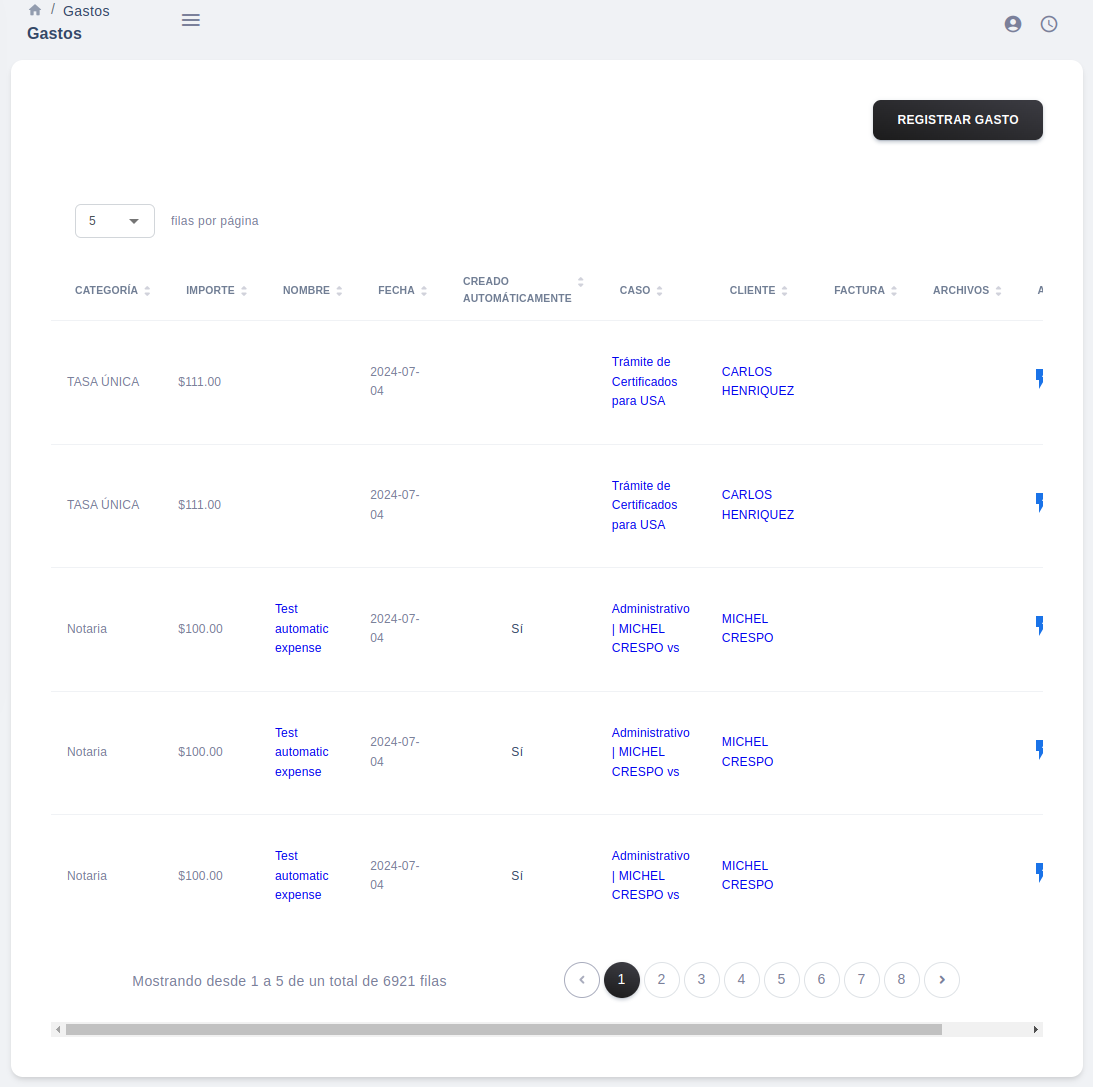 / Gastos
Gastos
REGISTRAR GASTO
5 filas por página
CATEGORÍA IMPORTE NOMBRE FECHA CREADO AUTOMÁTICAMENTE CASO CLIENTE FACTURA ARCHIVOS A
TASA ÚNICA $111.00 2024-07-04 Trámite de Certificados para USA CARLOS HENRIQUEZ
TASA ÚNICA $111.00 2024-07-04 Trámite de Certificados para USA CARLOS HENRIQUEZ
Notaria $100.00 Test automatic expense 2024-07-04 Sí Administrativo | MICHEL CRESPO vs MICHEL CRESPO
Notaria $100.00 Test automatic expense 2024-07-04 Sí Administrativo | MICHEL CRESPO vs MICHEL CRESPO
Notaria $100.00 Test automatic expense 2024-07-04 Sí Administrativo | MICHEL CRESPO vs MICHEL CRESPO
Mostrando desde 1 a 5 de un total de 6921 filas
1 2 3 4 5 6 7 8